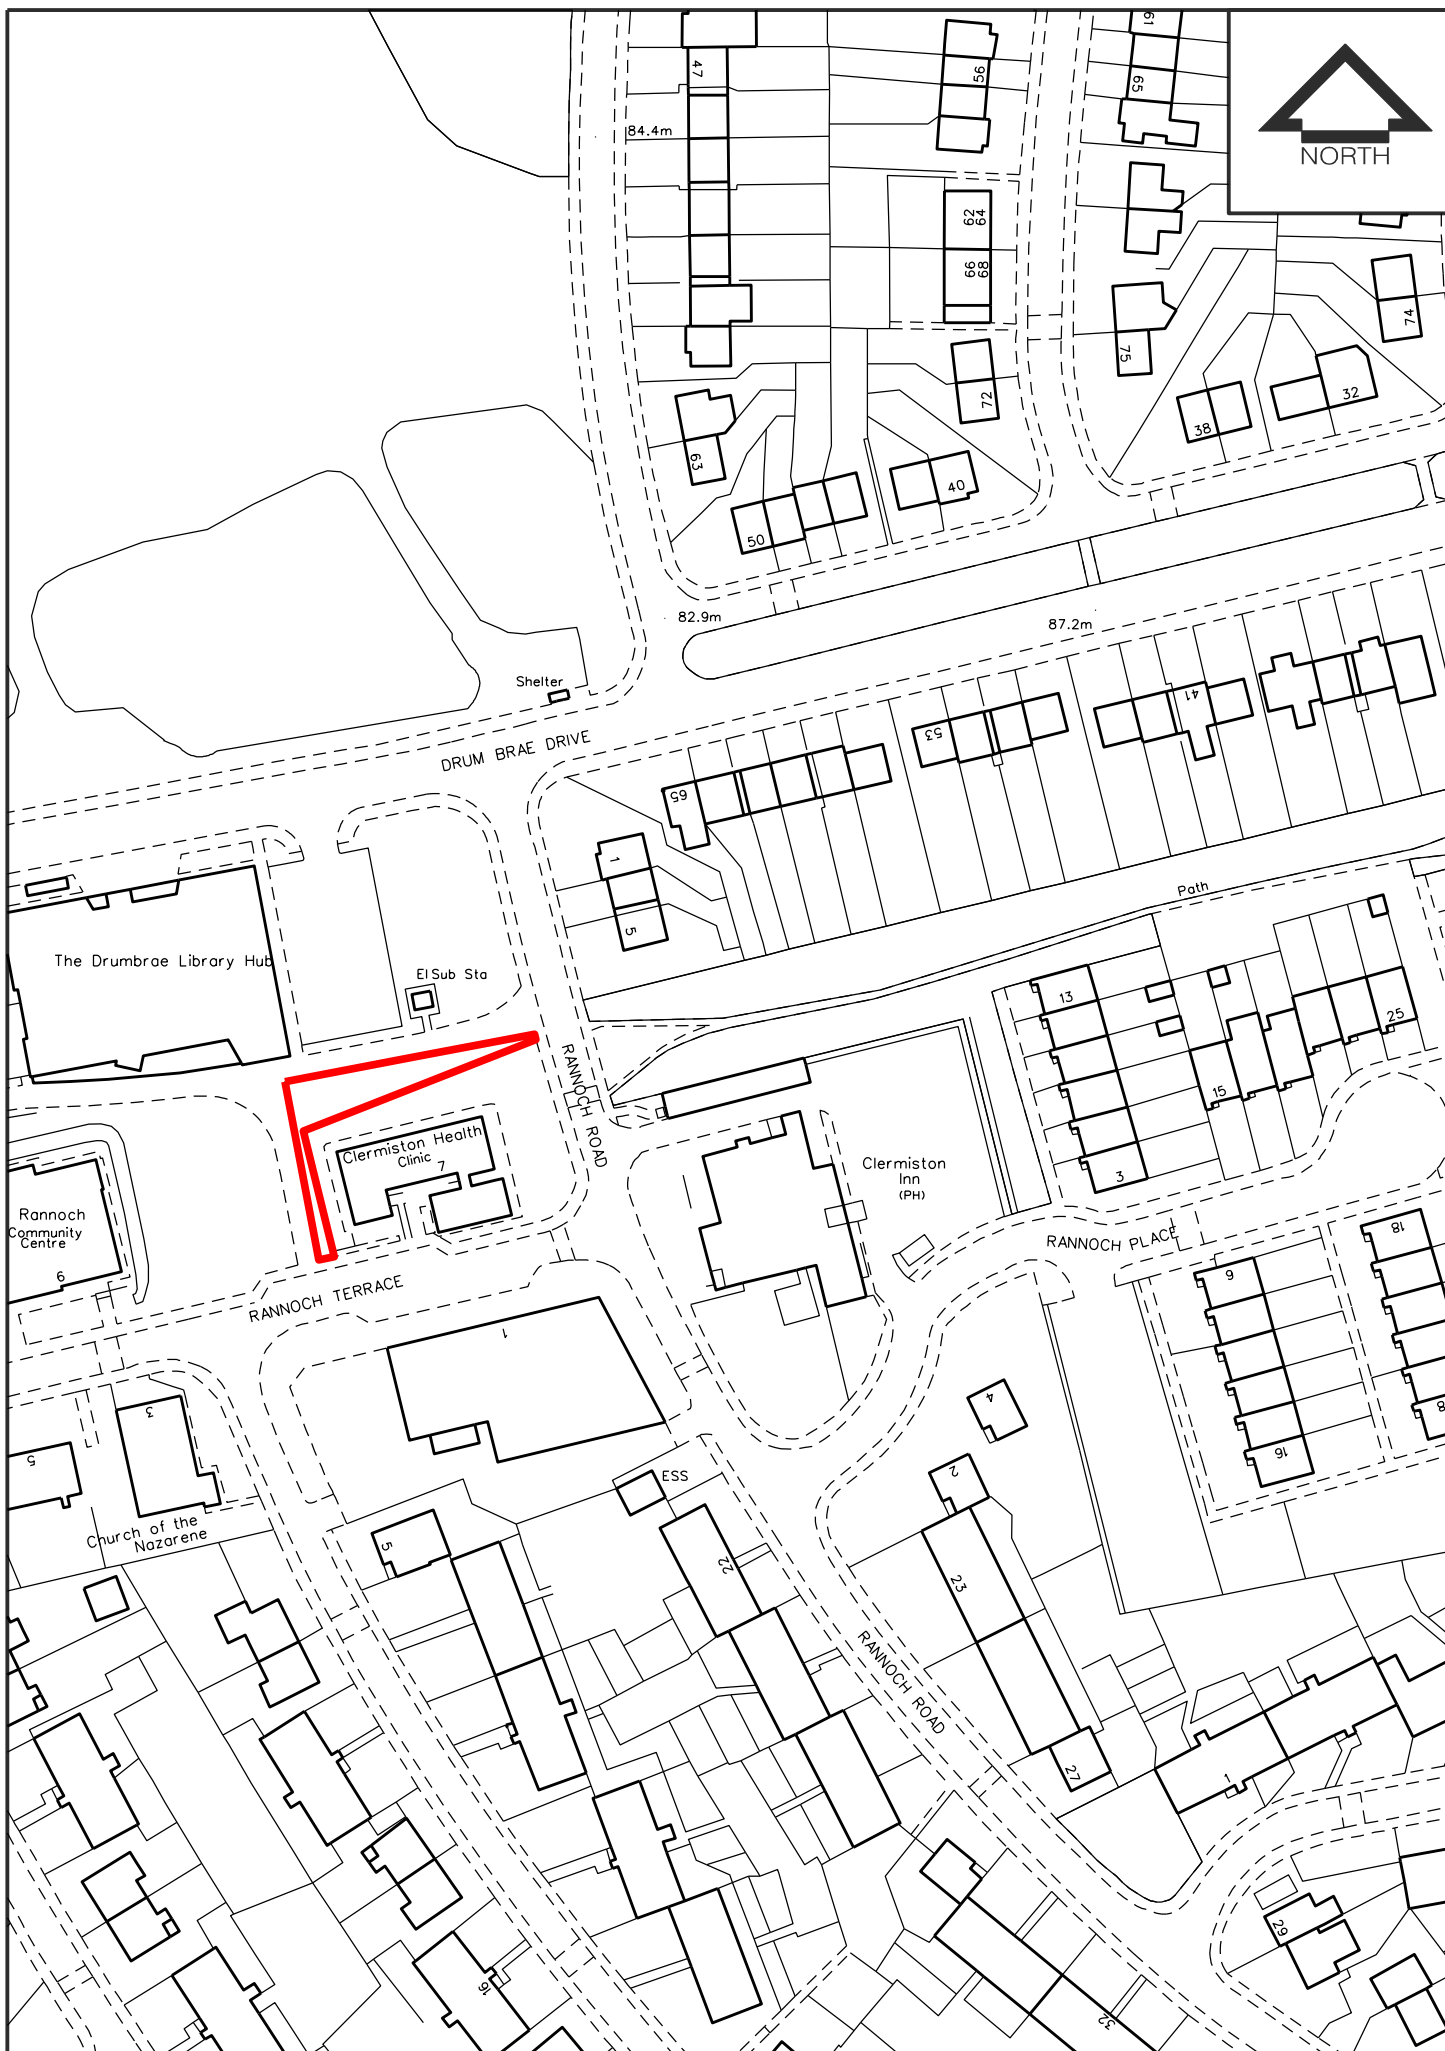 61
47
56
65
84.4m
NORTH
62
64
66
68
74
75
72
32
38
63
40
50
82.9m
87.2m
Shelter
41
53
DRUM BRAE DRIVE
65
1
Path
5
The Drumbrae Library Hub
El Sub Sta
13
25
RANNOCH ROAD
15
Clermiston Health
Clinic
7
Clermiston
Inn
(PH)
3
Rannoch
Community
Centre
9
18
RANNOCH PLACE
6
RANNOCH TERRACE
1
4
3
8
16
5
2
ESS
Church of the
Nazarene
5
22
23
RANNOCH ROAD
27
1
29
16
32